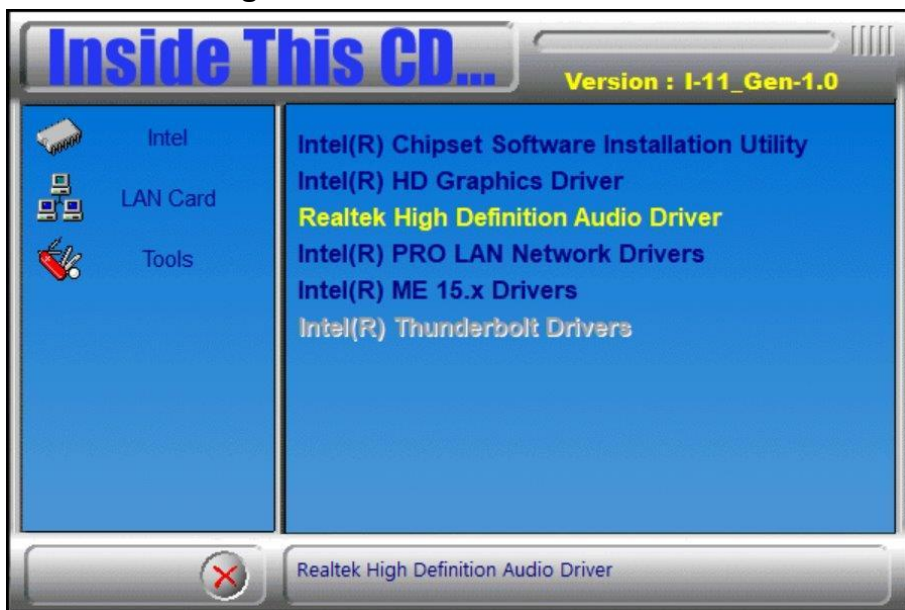 Inside This CD...
Version : I-11_Gen-1.0
Intel
LAN Card
Tools
Intel(R) Chipset Software Installation Utility
Intel(R) HD Graphics Driver
Realtek High Definition Audio Driver
Intel(R) PRO LAN Network Drivers
Intel(R) ME 15.x Drivers
Intel(R) Thunderbolt Drivers
Realtek High Definition Audio Driver